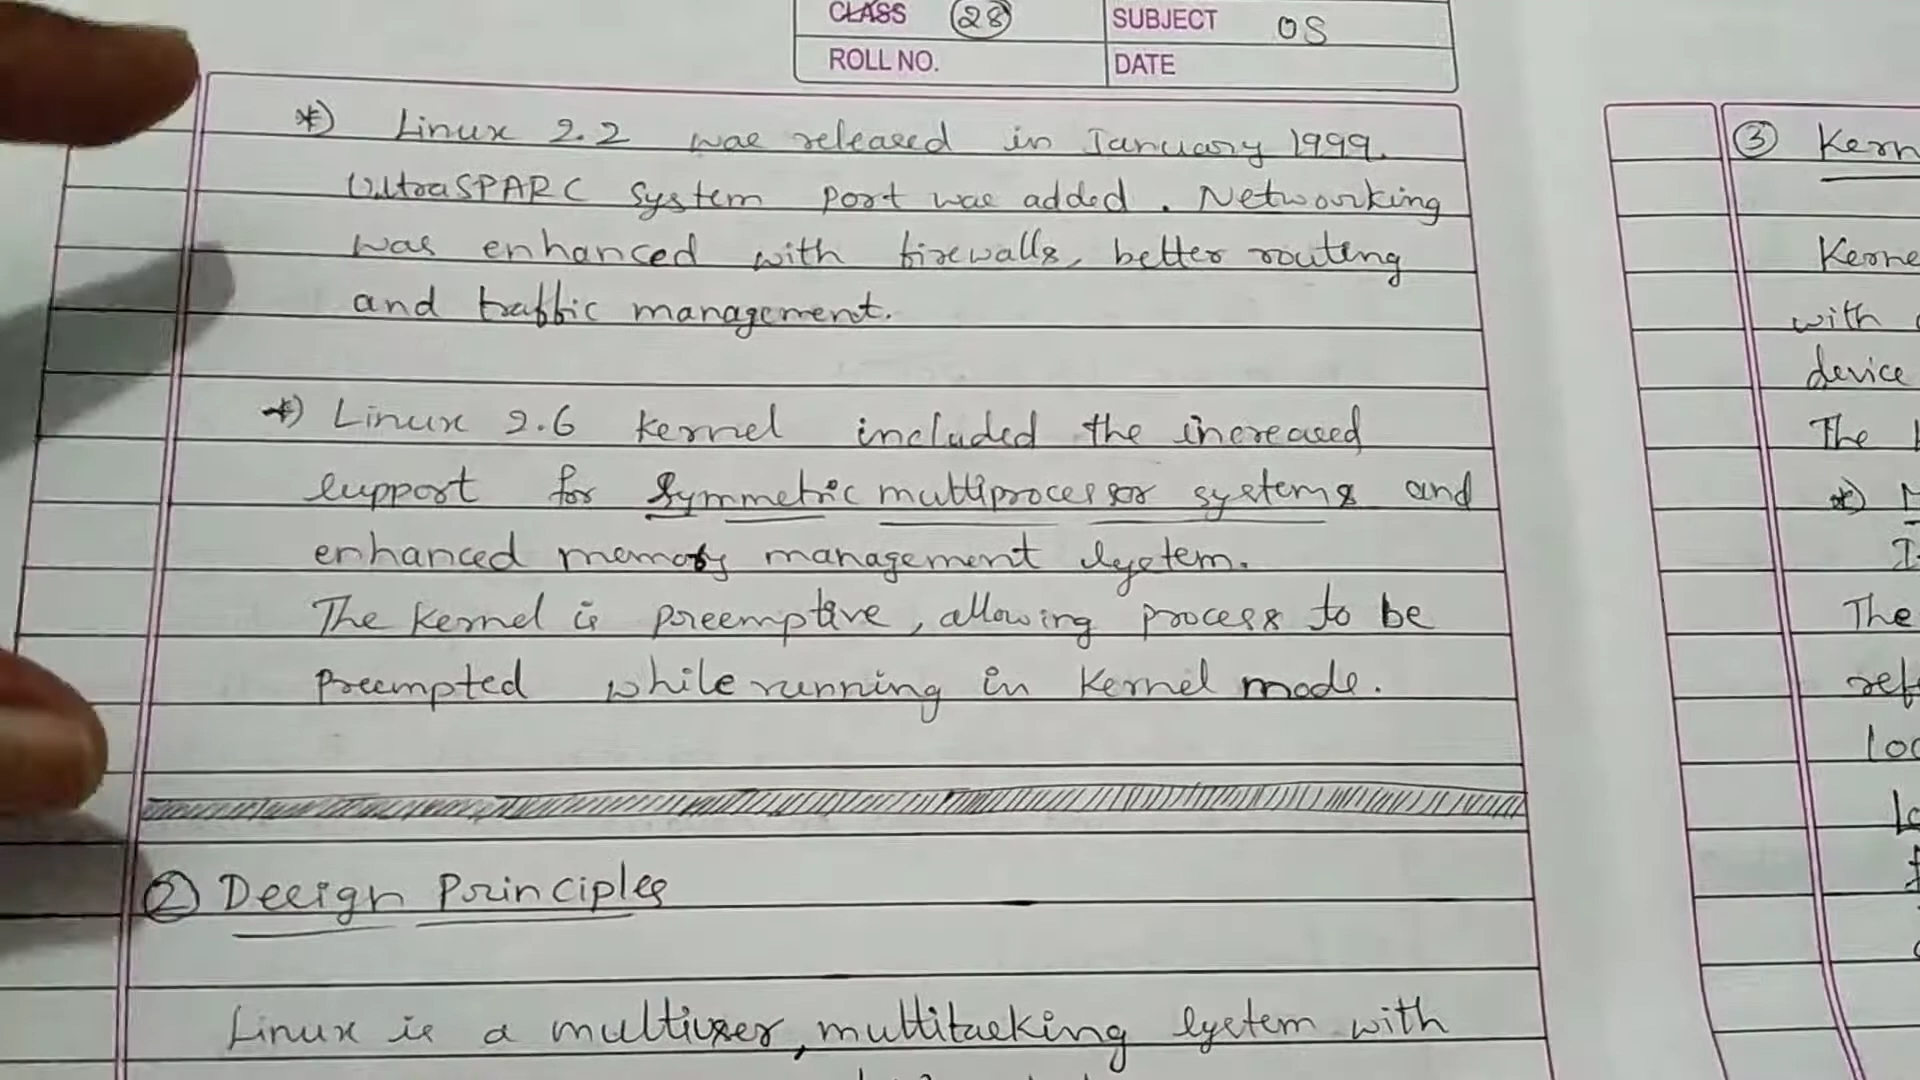 CLASS 28 SUBJECT OS
ROLL NO. DATE
*) Linux 2.2 was released in January 1999.
UltraSPARC System Port was added. Networking
was enhanced with firewalls, better routing
and traffic management.
*) Linux 2.6 kernel included the increased
support for Symmetric multiprocessor systems and
enhanced memory management system.
The kernel is preemptive, allowing process to be
Preempted while running in Kernel mode.
② Design Principles
Linux is a multiuser, multitasking system with
③ Kern
Kerne
with
device
The
*)
The
refe
loc